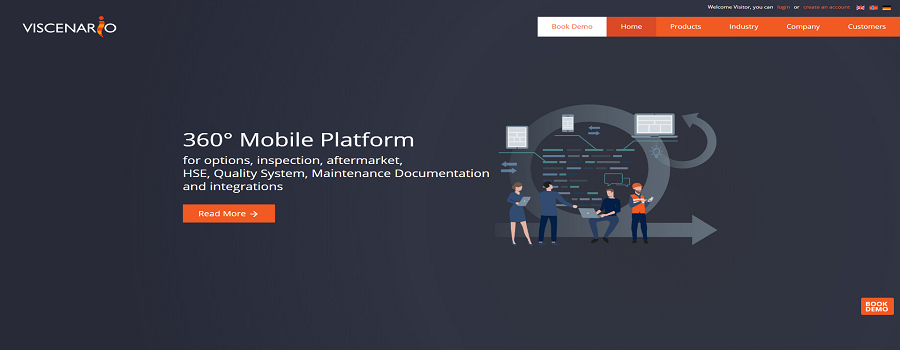 Welcome Visitor, you can login or create an account
VISCENARIO
Book Demo Home Products Industry Company Customers
360° Mobile Platform
for options, inspection, aftermarket,
HSE, Quality System, Maintenance Documentation
and integrations
Read More
BOOK
DEMO